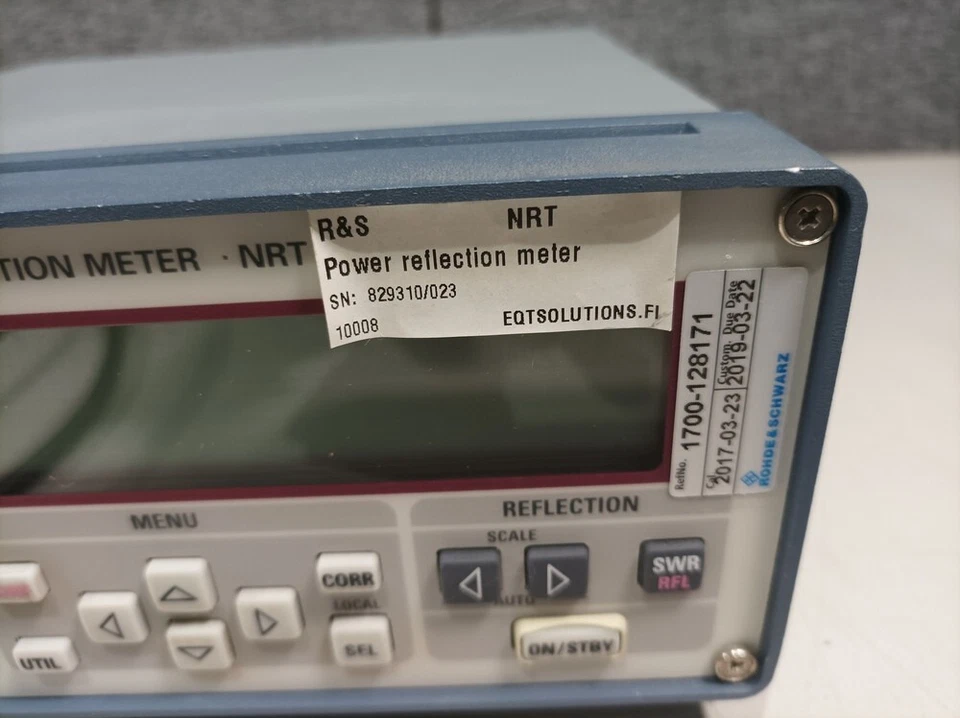 R&S NRT
Power reflection meter
SN: 829310/023
10008 EQTSOLUTIONS.FI
TION METER · NRT
RefNo. 1700-128171
Cal 2017-03-23 Custom. Due Date 2019-03-22
ROHDE&SCHWARZ
MENU
REFLECTION
SCALE
AUTO
SWR
RFL
CORR
LOCAL
SEL
UTIL
ON/STBY